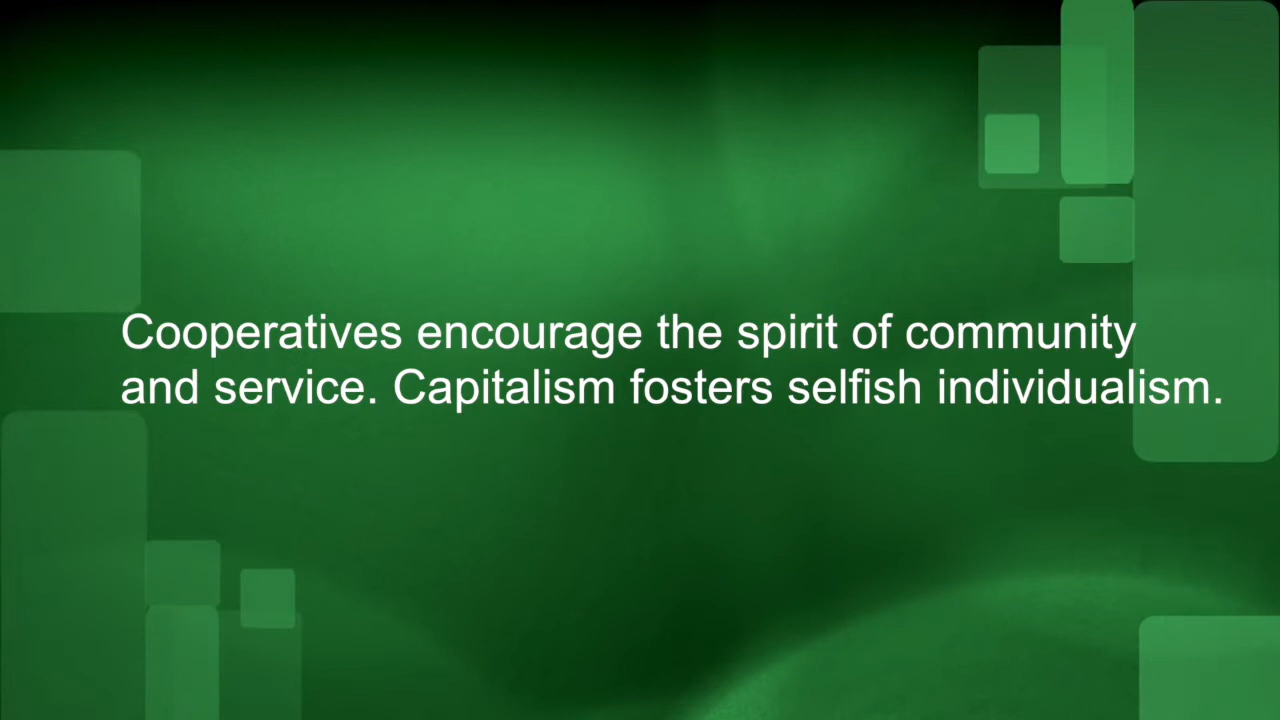 Cooperatives encourage the spirit of community
and service. Capitalism fosters selfish individualism.